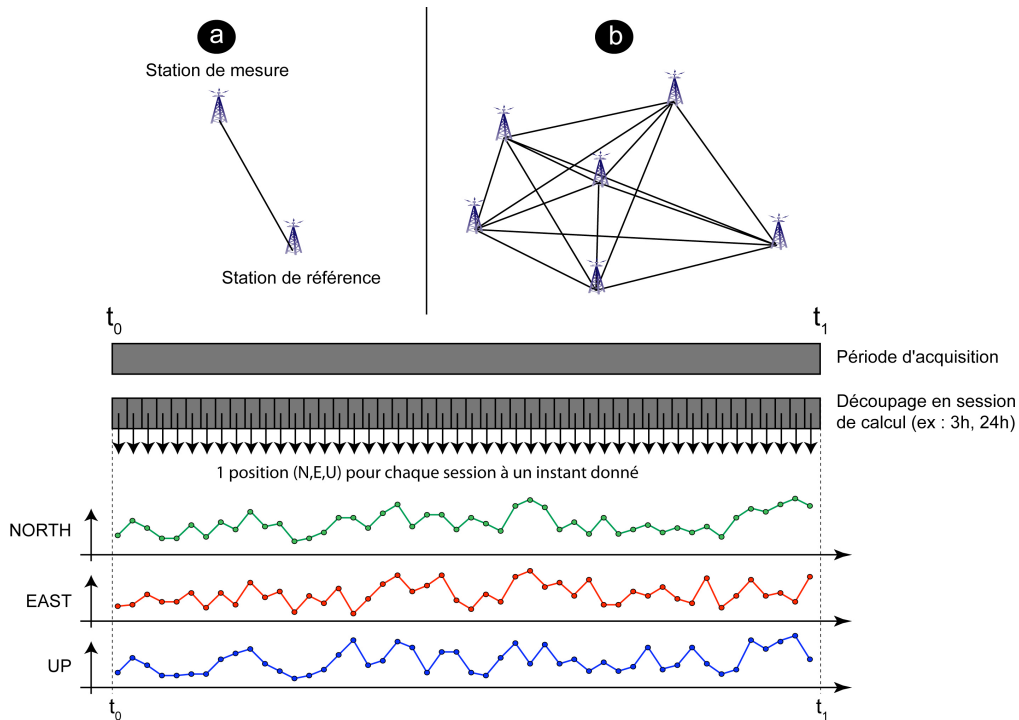 a
b
Station de mesure
Station de référence
t0
t1
Période d'acquisition
Découpage en session
de calcul (ex : 3h, 24h)
1 position (N,E,U) pour chaque session à un instant donné
NORTH
EAST
UP
t0
t1